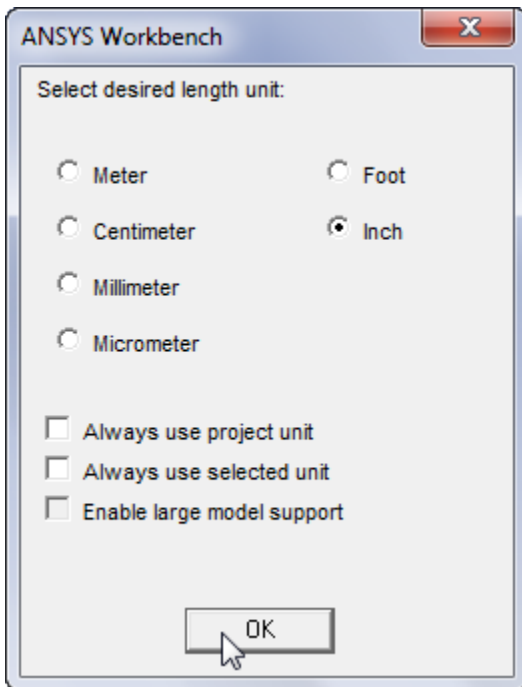 ANSYS Workbench
Select desired length unit:
Meter
Foot
Centimeter
Inch
Millimeter
Micrometer
Always use project unit
Always use selected unit
Enable large model support
OK